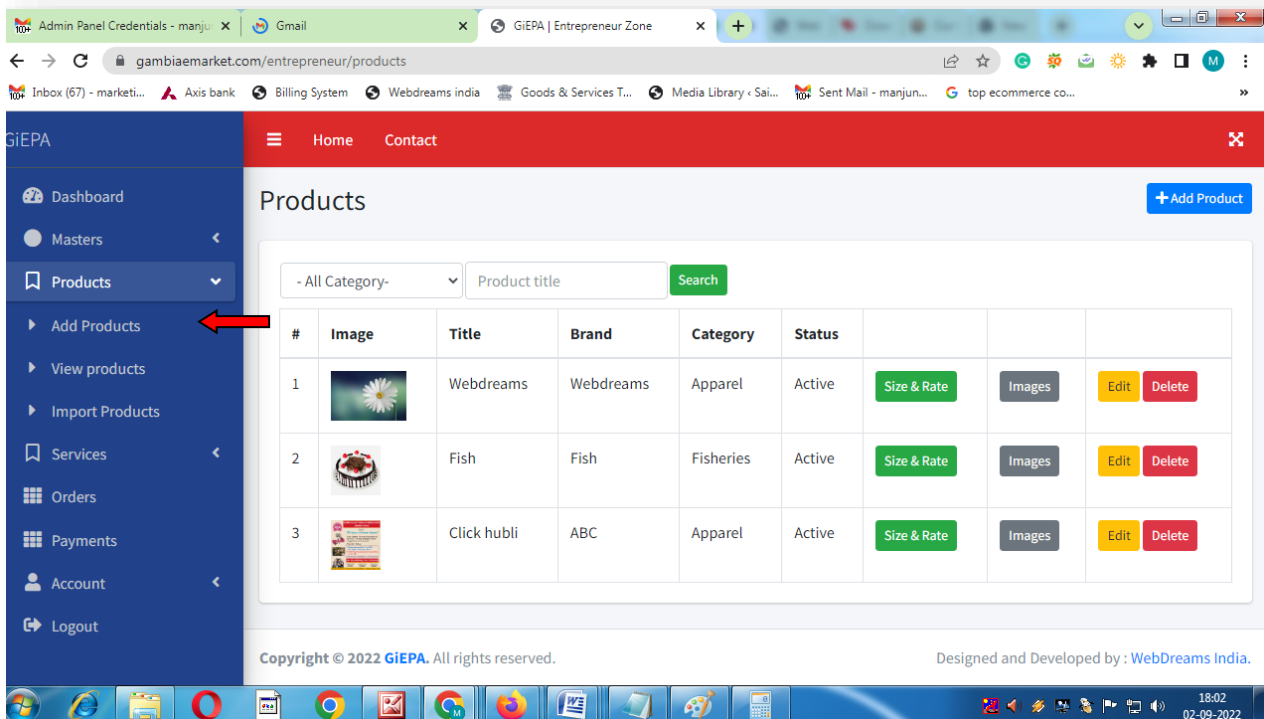 Admin Panel Credentials - manju
Gmail
GiEPA | Entrepreneur Zone
gambiaemarket.com/entrepreneur/products
M
Inbox (67) - marketi...
Axis bank
Billing System
Webdreams india
Goods & Services T...
Media Library ‹ Sai...
Sent Mail - manjun...
top ecommerce co...
»
GiEPA
Home Contact
Dashboard
Masters
Products
Add Products
View products
Import Products
Services
Orders
Payments
Account
Logout
Products
+ Add Product
- All Category-
Product title
Search
# Image Title Brand Category Status
1 Webdreams Webdreams Apparel Active Size & Rate Images Edit Delete
2 Fish Fish Fisheries Active Size & Rate Images Edit Delete
3 Click hubli ABC Apparel Active Size & Rate Images Edit Delete
Copyright © 2022 GiEPA. All rights reserved.
Designed and Developed by : WebDreams India.
18:02
02-09-2022